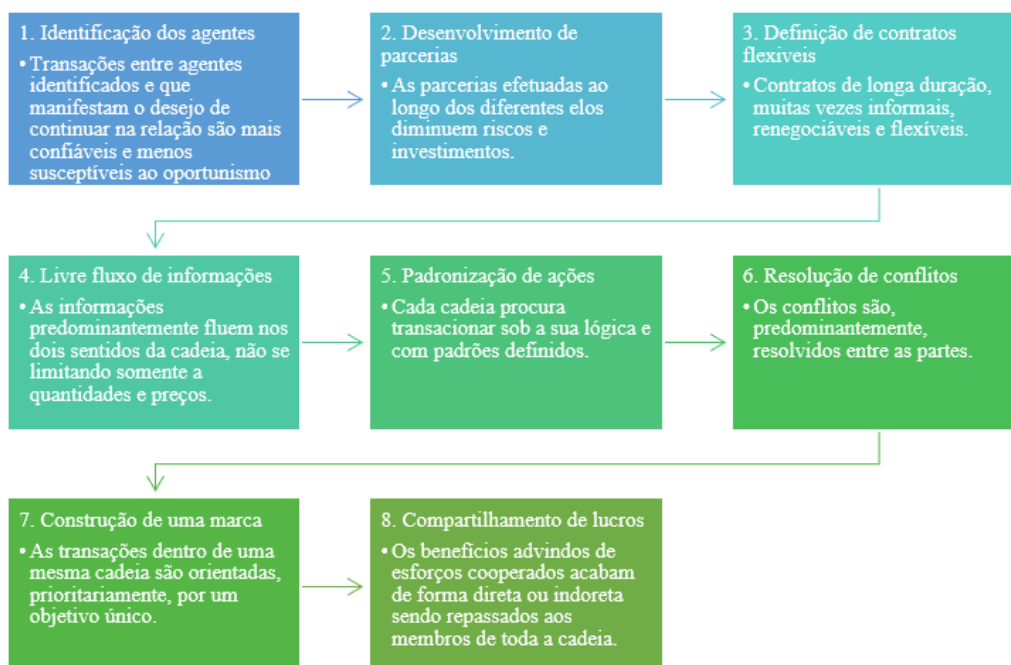 1. Identificação dos agentes
• Transações entre agentes
identificados e que
manifestam o desejo de
continuar na relação são mais
confiáveis e menos
susceptíveis ao oportunismo
2. Desenvolvimento de
parcerias
• As parcerias efetuadas ao
longo dos diferentes elos
diminuem riscos e
investimentos.
3. Definição de contratos
flexiveis
• Contratos de longa duração,
muitas vezes informais,
renegociáveis e flexíveis.
4. Livre fluxo de informações
• As informações
predominantemente fluem nos
dois sentidos da cadeia, não se
limitando somente a
quantidades e preços.
5. Padronização de ações
• Cada cadeia procura
transacionar sob a sua lógica e
com padrões definidos.
6. Resolução de conflitos
• Os conflitos são,
predominantemente,
resolvidos entre as partes.
7. Construção de uma marca
• As transações dentro de uma
mesma cadeia são orientadas,
prioritariamente, por um
objetivo único.
8. Compartilhamento de lucros
• Os benefícios advindos de
esforços cooperados acabam
de forma direta ou indoreta
sendo repassados aos
membros de toda a cadeia.